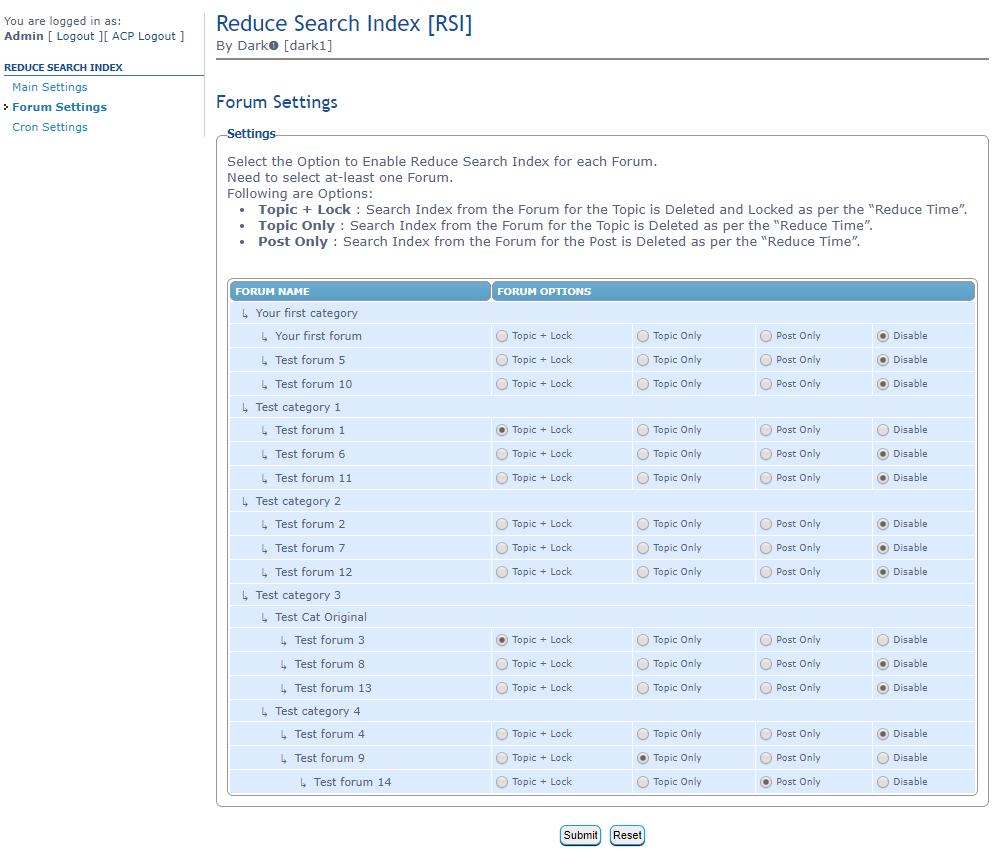 You are logged in as:
Admin [ Logout ][ ACP Logout ]
REDUCE SEARCH INDEX
Main Settings
Forum Settings
Cron Settings
Reduce Search Index [RSI]
By Dark❶ [dark1]
Forum Settings
Settings
Select the Option to Enable Reduce Search Index for each Forum.
Need to select at-least one Forum.
Following are Options:
• Topic + Lock : Search Index from the Forum for the Topic is Deleted and Locked as per the “Reduce Time”.
• Topic Only : Search Index from the Forum for the Topic is Deleted as per the “Reduce Time”.
• Post Only : Search Index from the Forum for the Post is Deleted as per the “Reduce Time”.
FORUM NAME FORUM OPTIONS
↳ Your first category
↳ Your first forum Topic + Lock Topic Only Post Only Disable
↳ Test forum 5 Topic + Lock Topic Only Post Only Disable
↳ Test forum 10 Topic + Lock Topic Only Post Only Disable
↳ Test category 1
↳ Test forum 1 Topic + Lock Topic Only Post Only Disable
↳ Test forum 6 Topic + Lock Topic Only Post Only Disable
↳ Test forum 11 Topic + Lock Topic Only Post Only Disable
↳ Test category 2
↳ Test forum 2 Topic + Lock Topic Only Post Only Disable
↳ Test forum 7 Topic + Lock Topic Only Post Only Disable
↳ Test forum 12 Topic + Lock Topic Only Post Only Disable
↳ Test category 3
↳ Test Cat Original
↳ Test forum 3 Topic + Lock Topic Only Post Only Disable
↳ Test forum 8 Topic + Lock Topic Only Post Only Disable
↳ Test forum 13 Topic + Lock Topic Only Post Only Disable
↳ Test category 4
↳ Test forum 4 Topic + Lock Topic Only Post Only Disable
↳ Test forum 9 Topic + Lock Topic Only Post Only Disable
↳ Test forum 14 Topic + Lock Topic Only Post Only Disable
Submit Reset